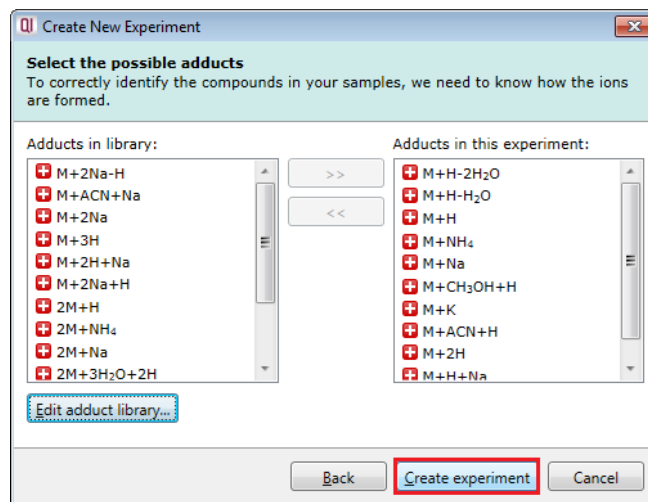 QI Create New Experiment
Select the possible adducts
To correctly identify the compounds in your samples, we need to know how the ions
are formed.
Adducts in library:
M+2Na-H
M+ACN+Na
M+2Na
M+3H
M+2H+Na
M+2Na+H
2M+H
2M+NH₄
2M+Na
2M+3H₂O+2H
Edit adduct library...
>>
<<
Adducts in this experiment:
M+H-2H₂O
M+H-H₂O
M+H
M+NH₄
M+Na
M+CH₃OH+H
M+K
M+ACN+H
M+2H
M+H+Na
Back
Create experiment
Cancel